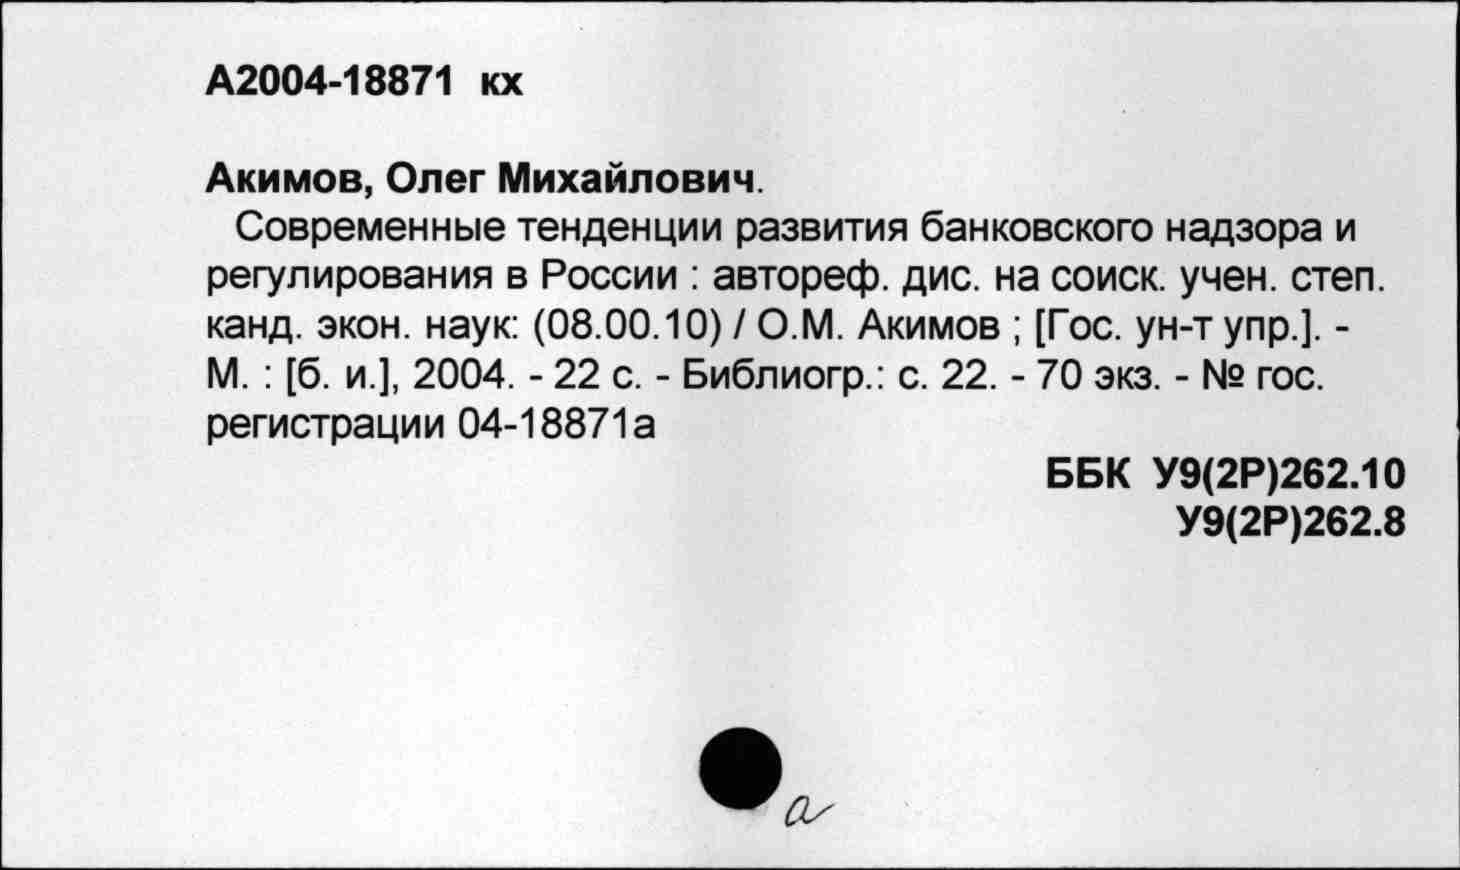 А2004-18871 кх
Акимов, Олег Михайлович.
Современные тенденции развития банковского надзора и
регулирования в России : автореф. дис. на соиск. учен. степ.
канд. экон. наук: (08.00.10) / О.М. Акимов ; [Гос. ун-т упр.]. -
М. : [б. и.], 2004. - 22 с. - Библиогр.: с. 22. - 70 экз. - № гос.
регистрации 04-18871а
ББК У9(2Р)262.10
У9(2Р)262.8
а